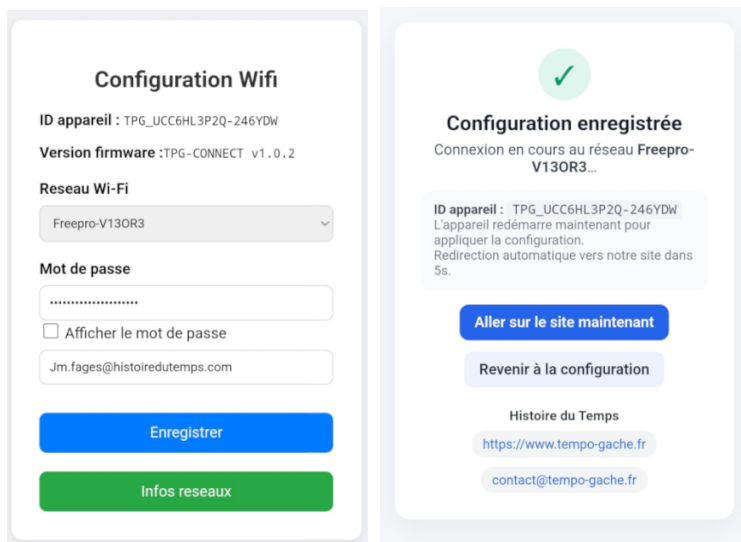 Configuration Wifi
ID appareil : TPG_UCC6HL3P2Q-246YDW
Version firmware :TPG-CONNECT v1.0.2
Reseau Wi-Fi
Freepro-V13OR3
Mot de passe
•••••••••••••••••••••
Afficher le mot de passe
Jm.fages@histoiredutemps.com
Enregistrer
Infos reseaux
✓
Configuration enregistrée
Connexion en cours au réseau Freepro-
V13OR3...
ID appareil : TPG_UCC6HL3P2Q-246YDW
L'appareil redémarre maintenant pour
appliquer la configuration.
Redirection automatique vers notre site dans
5s.
Aller sur le site maintenant
Revenir à la configuration
Histoire du Temps
https://www.tempo-gache.fr
contact@tempo-gache.fr